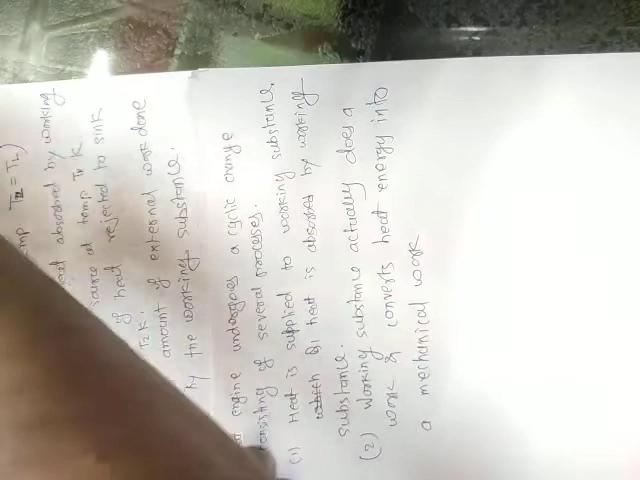 mp T2 = TL)
absorbed by working
source at temp T1 K
of heat rejected to sink
T2 K.
amount of external work done
by the working substance.
engine undergoes a cyclic change
consisting of several processes.
(1) Heat is supplied to working substance.
Q1 heat is absorbed by working
substance.
(2) Working substance actually does a
work & converts heat energy into
a mechanical work